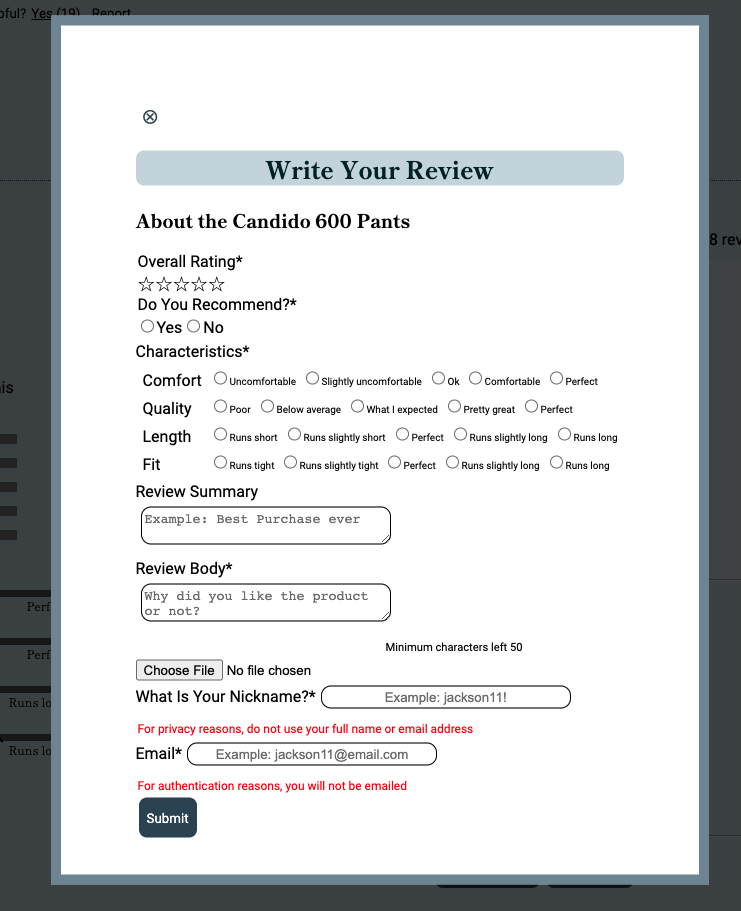 pful? Yes (19) Report
Write Your Review
About the Candido 600 Pants
8 rev
Overall Rating*
Do You Recommend?*
Yes No
Characteristics*
Comfort Uncomfortable Slightly uncomfortable Ok Comfortable Perfect
is
Quality Poor Below average What I expected Pretty great Perfect
Length Runs short Runs slightly short Perfect Runs slightly long Runs long
Fit Runs tight Runs slightly tight Perfect Runs slightly long Runs long
Review Summary
Example: Best Purchase ever
Review Body*
Why did you like the product
or not?
Perf
Minimum characters left 50
Perf
Choose File No file chosen
What Is Your Nickname?* Example: jackson11!
Runs lo
For privacy reasons, do not use your full name or email address
Email* Example: jackson11@email.com
Runs lo
For authentication reasons, you will not be emailed
Submit